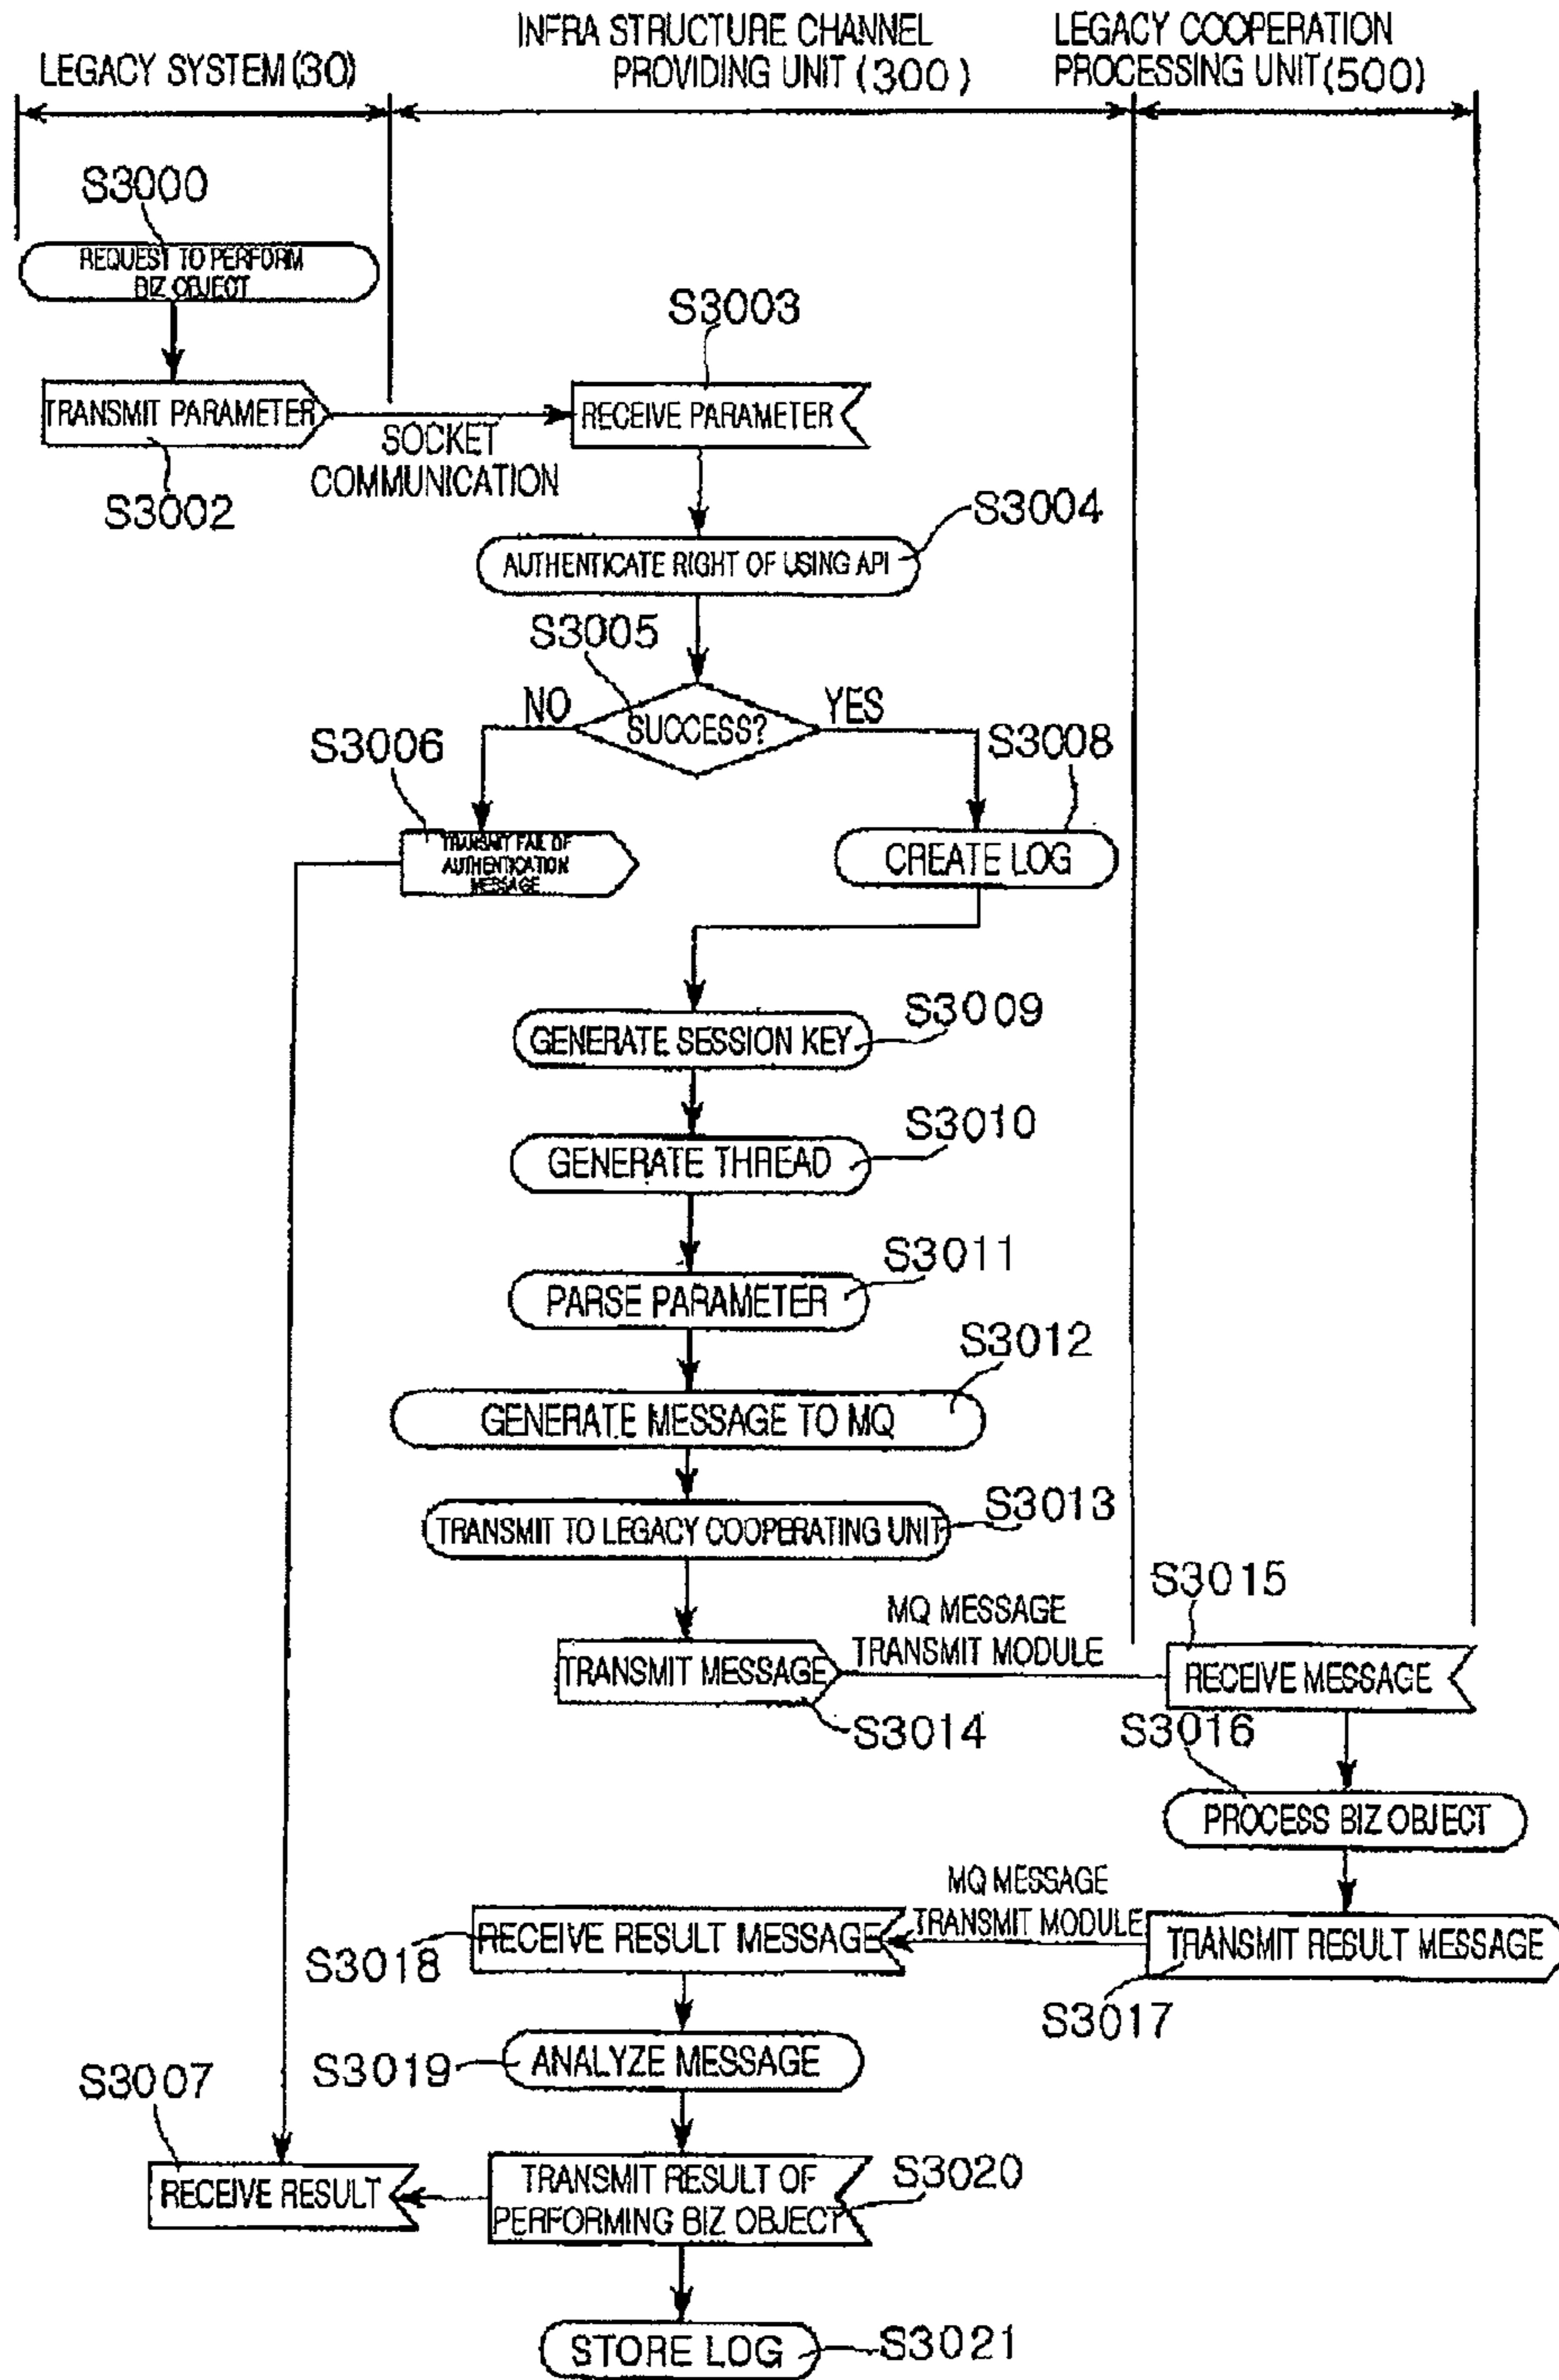 LEGACY SYSTEM (30)
INFRA STRUCTURE CHANNEL
PROVIDING UNIT (300)
LEGACY COOPERATION
PROCESSING UNIT (500)
S3000
REQUEST TO PERFORM
BIZ OBJECT
S3003
TRANSMIT PARAMETER
RECEIVE PARAMETER
SOCKET
COMMUNICATION
S3002
S3004
AUTHENTICATE RIGHT OF USING API
S3005
NO
YES
SUCCESS?
S3006
S3008
TRANSMIT FAIL OF
AUTHENTICATION
MESSAGE
CREATE LOG
S3009
GENERATE SESSION KEY
S3010
GENERATE THREAD
S3011
PARSE PARAMETER
S3012
GENERATE MESSAGE TO MQ
S3013
TRANSMIT TO LEGACY COOPERATING UNIT
S3015
MQ MESSAGE
TRANSMIT MODULE
TRANSMIT MESSAGE
RECEIVE MESSAGE
S3014
S3016
PROCESS BIZ OBJECT
MQ MESSAGE
TRANSMIT MODULE
RECEIVE RESULT MESSAGE
TRANSMIT RESULT MESSAGE
S3018
S3017
S3019
ANALYZE MESSAGE
S3007
RECEIVE RESULT
TRANSMIT RESULT OF
PERFORMING BIZ OBJECT
S3020
STORE LOG
S3021